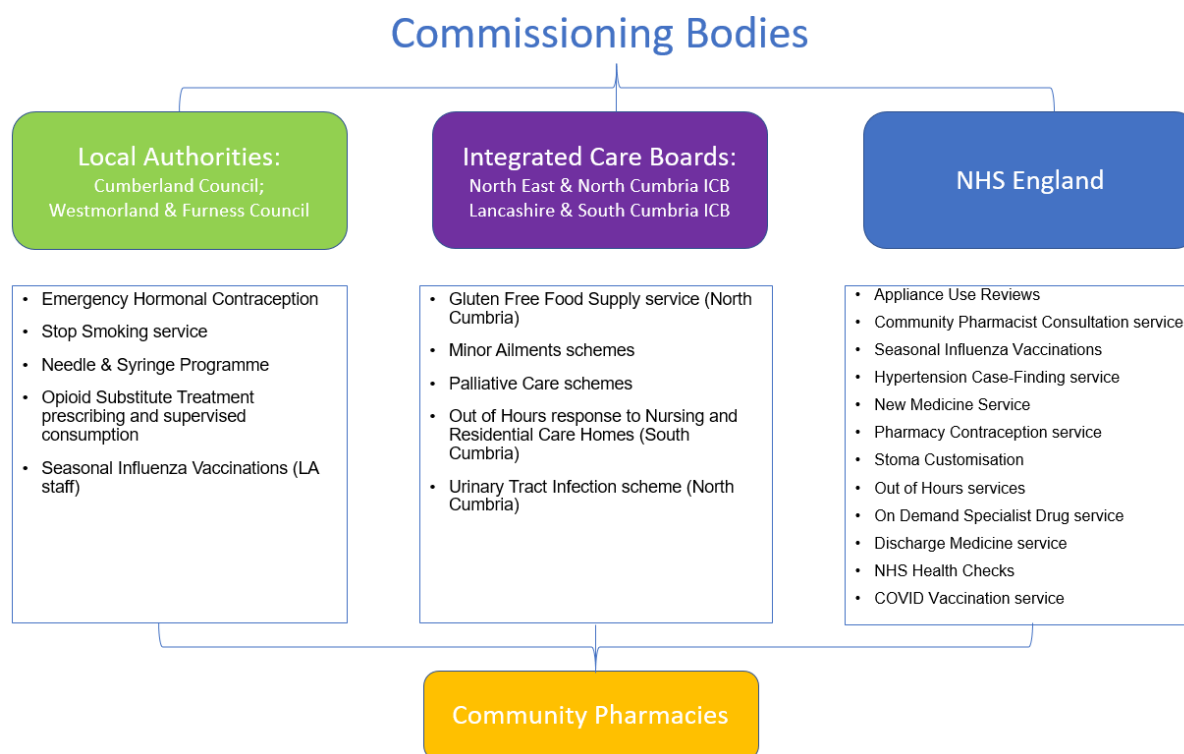 Commissioning Bodies
Local Authorities:
Cumberland Council;
Westmorland & Furness Council
Integrated Care Boards:
North East & North Cumbria ICB
Lancashire & South Cumbria ICB
NHS England
• Emergency Hormonal Contraception
• Stop Smoking service
• Needle & Syringe Programme
• Opioid Substitute Treatment
prescribing and supervised
consumption
• Seasonal Influenza Vaccinations (LA
staff)
• Gluten Free Food Supply service (North
Cumbria)
• Minor Ailments schemes
• Palliative Care schemes
• Out of Hours response to Nursing and
Residential Care Homes (South
Cumbria)
• Urinary Tract Infection scheme (North
Cumbria)
• Appliance Use Reviews
• Community Pharmacist Consultation service
• Seasonal Influenza Vaccinations
• Hypertension Case-Finding service
• New Medicine Service
• Pharmacy Contraception service
• Stoma Customisation
• Out of Hours services
• On Demand Specialist Drug service
• Discharge Medicine service
• NHS Health Checks
• COVID Vaccination service
Community Pharmacies